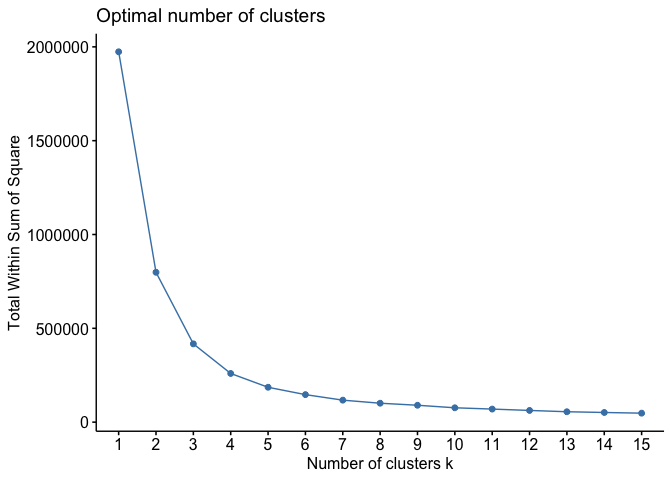 Optimal number of clusters
Total Within Sum of Square
2000000
1500000
1000000
500000
0
1 2 3 4 5 6 7 8 9 10 11 12 13 14 15
Number of clusters k